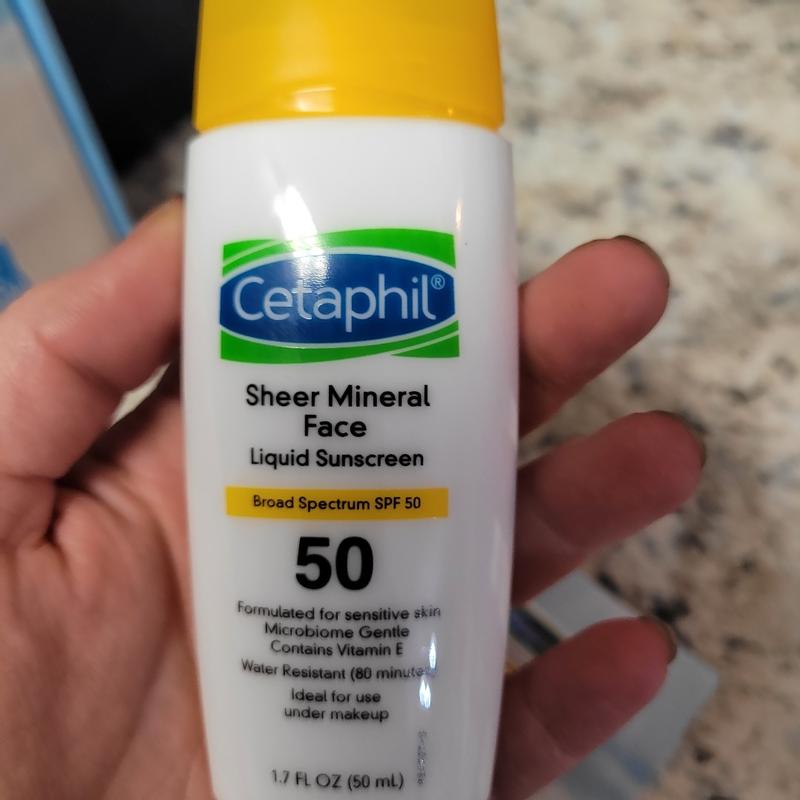 Cetaphil®
Sheer Mineral
Face
Liquid Sunscreen
Broad Spectrum SPF 50
50
Formulated for sensitive skin
Microbiome Gentle
Contains Vitamin E
Water Resistant (80 minutes)
Ideal for use
under makeup
1.7 FL OZ (50 mL)